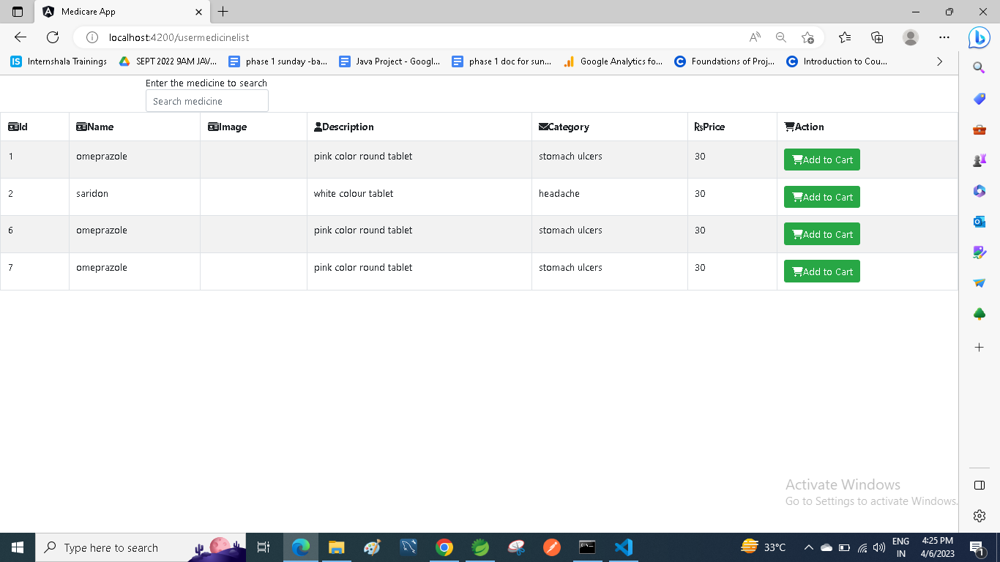 Medicare App
localhost:4200/usermedicinelist
IS Internshala Trainings SEPT 2022 9AM JAV... phase 1 sunday -ba... Java Project - Googl... phase 1 doc for sun... Google Analytics fo... C Foundations of Proj... C Introduction to Cou...
Enter the medicine to search
Search medicine
Id Name Image Description Category Price Action
1 omeprazole pink color round tablet stomach ulcers 30 Add to Cart
2 saridon white colour tablet headache 30 Add to Cart
6 omeprazole pink color round tablet stomach ulcers 30 Add to Cart
7 omeprazole pink color round tablet stomach ulcers 30 Add to Cart
Activate Windows
Go to Settings to activate Windows.
Type here to search 33°C ENG 4:25 PM
IN 4/6/2023 1